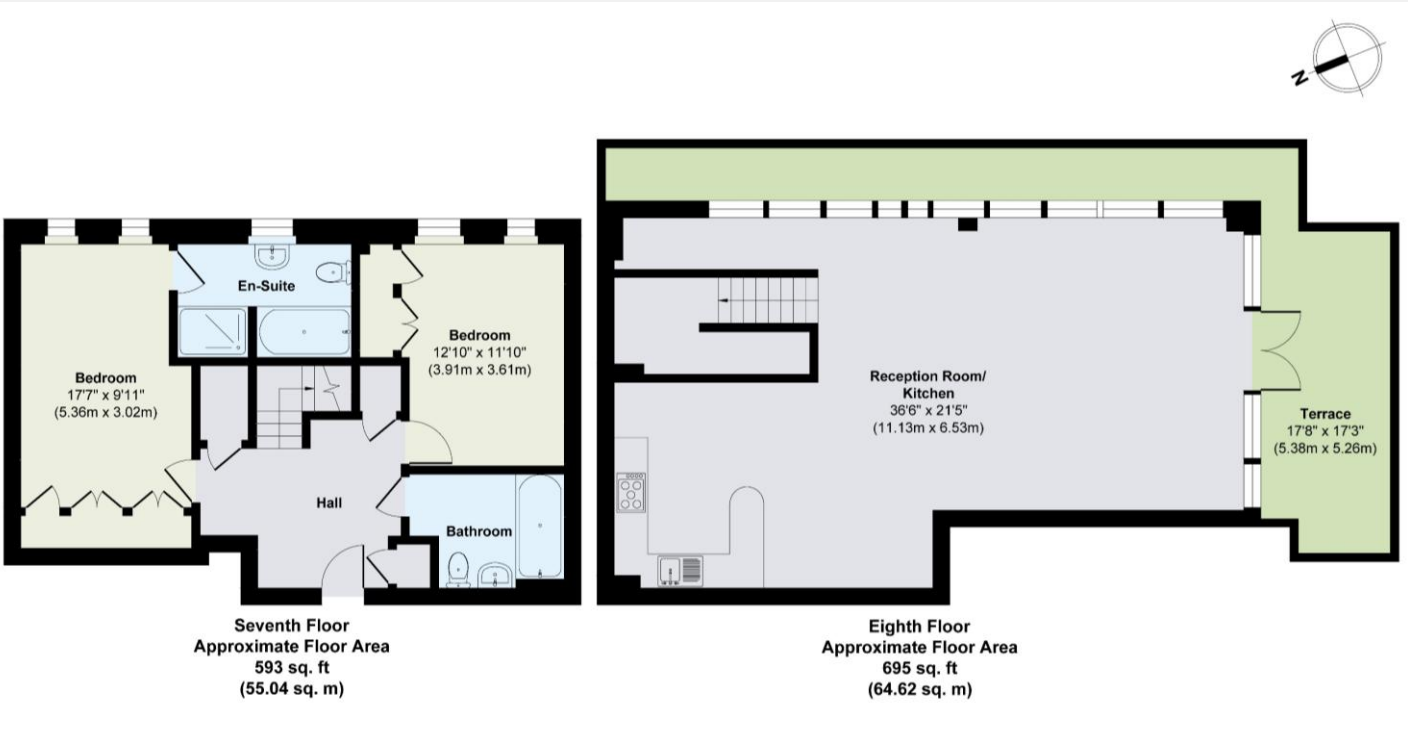 N
En-Suite
Bedroom
17'7" x 9'11"
(5.36m x 3.02m)
Bedroom
12'10" x 11'10"
(3.91m x 3.61m)
Hall
Bathroom
Seventh Floor
Approximate Floor Area
593 sq. ft
(55.04 sq. m)
Reception Room/
Kitchen
36'6" x 21'5"
(11.13m x 6.53m)
Terrace
17'8" x 17'3"
(5.38m x 5.26m)
Eighth Floor
Approximate Floor Area
695 sq. ft
(64.62 sq. m)